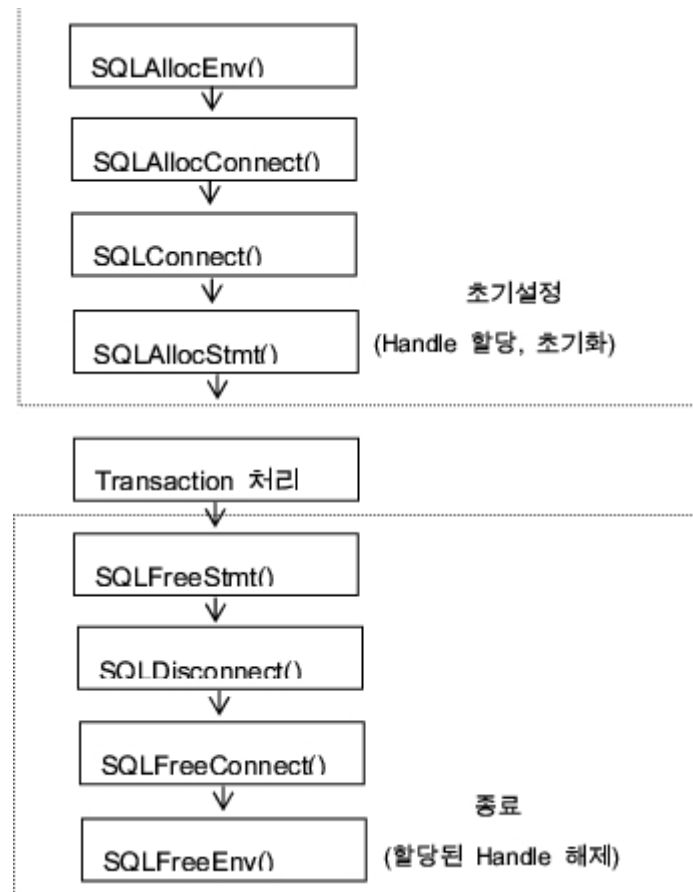 SQLAllocEnv()
SQLAllocConnect()
SQLConnect()
초기설정
SQLAllocStmt()
(Handle 할당, 초기화)
Transaction 처리
SQLFreeStmt()
SQLDisconnect()
SQLFreeConnect()
종료
SQLFreeEnv()
(할당된 Handle 해제)